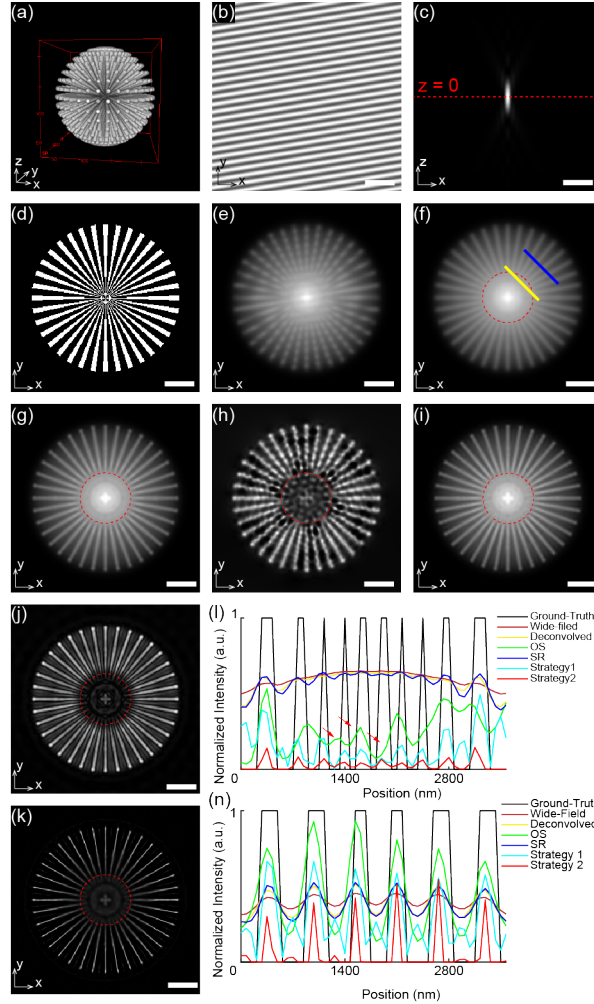 (a)
(b)
(c)
z = 0
z
y
x
y
x
z
x
(d)
(e)
(f)
y
x
y
x
y
x
(g)
(h)
(i)
y
x
y
x
y
x
(j)
(l)
1
Ground-Truth
Wide-filed
Deconvolved
OS
SR
Strategy1
Strategy2
Normalized Intensity (a.u.)
0
1400
2800
Position (nm)
y
x
(k)
(n)
1
Ground-Truth
Wide-Field
Deconvolved
OS
SR
Strategy 1
Strategy 2
Normalized Intensity (a.u.)
0
1400
2800
Position (nm)
y
x